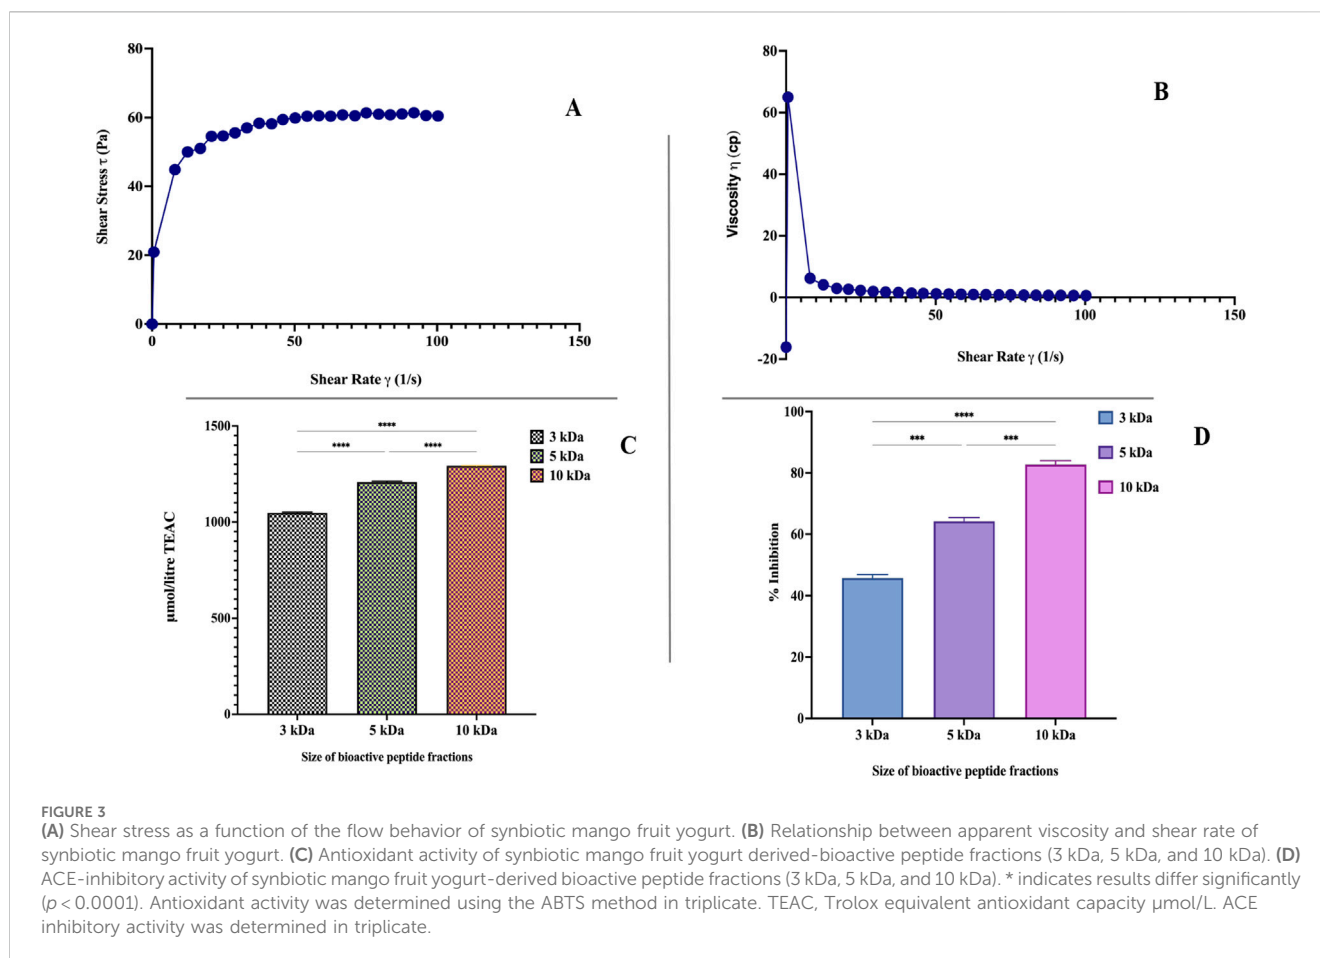 80
60
40
20
0
0
50
100
150
Shear Stress τ (Pa)
Shear Rate γ (1/s)
A
80
60
40
20
0
-20
50
100
150
Viscosity η (cp)
Shear Rate γ (1/s)
B
1500
1000
500
0
µmol/litre TEAC
****
****
****
3 kDa
5 kDa
10 kDa
C
3 kDa
5 kDa
10 kDa
Size of bioactive peptide fractions
100
80
60
40
20
0
% Inhibition
****
***
***
3 kDa
5 kDa
10 kDa
D
3 kDa
5 kDa
10 kDa
Size of bioactive peptide fractions
FIGURE 3
(A) Shear stress as a function of the flow behavior of synbiotic mango fruit yogurt. (B) Relationship between apparent viscosity and shear rate of
synbiotic mango fruit yogurt. (C) Antioxidant activity of synbiotic mango fruit yogurt derived-bioactive peptide fractions (3 kDa, 5 kDa, and 10 kDa). (D)
ACE-inhibitory activity of synbiotic mango fruit yogurt-derived bioactive peptide fractions (3 kDa, 5 kDa, and 10 kDa). * indicates results differ significantly
(p < 0.0001). Antioxidant activity was determined using the ABTS method in triplicate. TEAC, Trolox equivalent antioxidant capacity µmol/L. ACE
inhibitory activity was determined in triplicate.